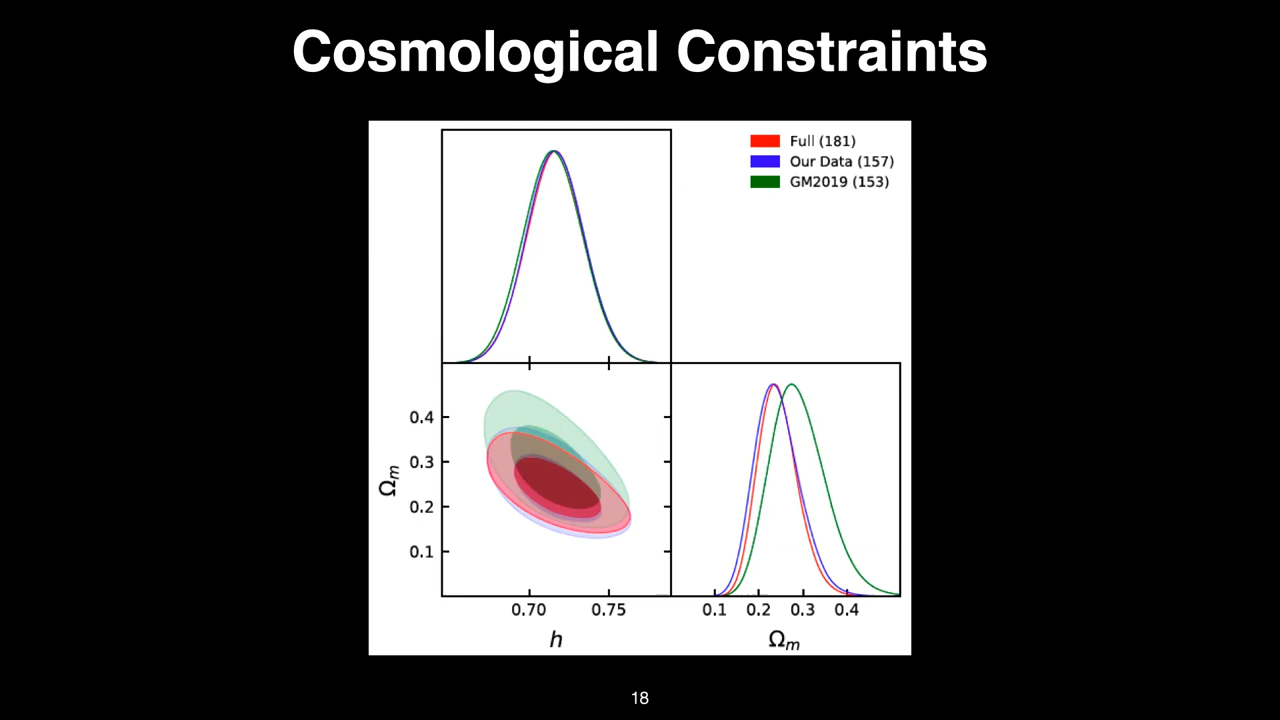 Cosmological Constraints
Full (181)
Our Data (157)
GM2019 (153)
0.4
0.3
0.2
0.1
Ωm
0.70 0.75
h
0.1 0.2 0.3 0.4
Ωm
18